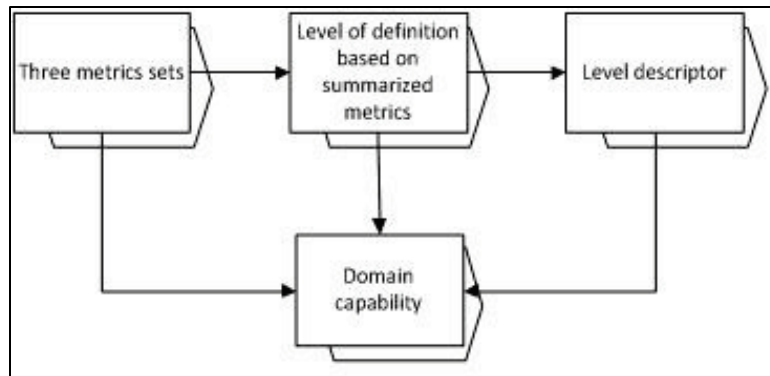 Three metrics sets
Level of definition
based on
summarized
metrics
Level descriptor
Domain
capability